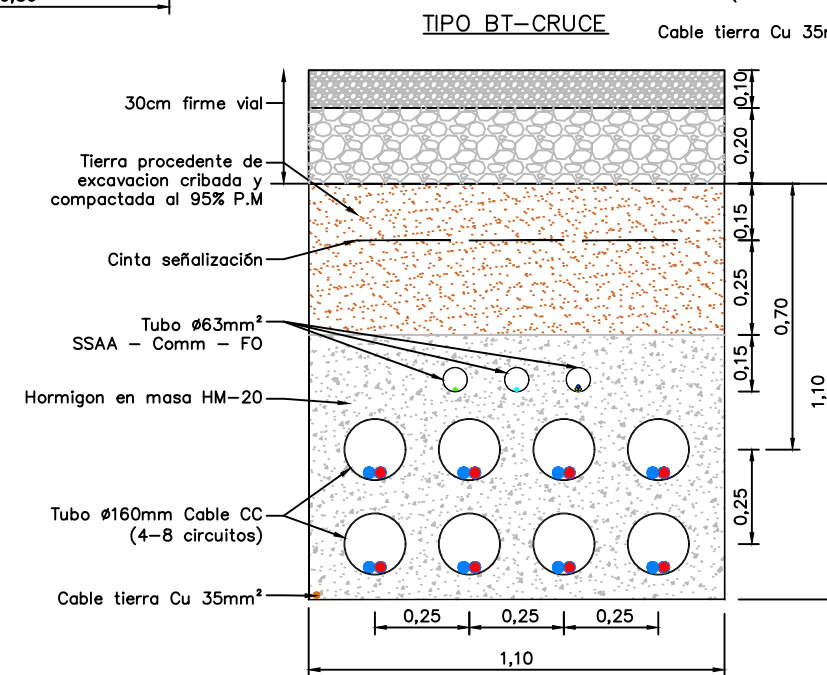 TIPO BT-CRUCE
Cable tierra Cu 35
30cm firme vial
Tierra procedente de
excavacion cribada y
compactada al 95% P.M
Cinta señalización
Tubo ø63mm²
SSAA - Comm - FO
Hormigon en masa HM-20
Tubo ø160mm Cable CC
(4-8 circuitos)
Cable tierra Cu 35mm²
0,10
0,20
0,15
0,25
0,15
0,25
0,70
1,10
0,25
0,25
0,25
1,10